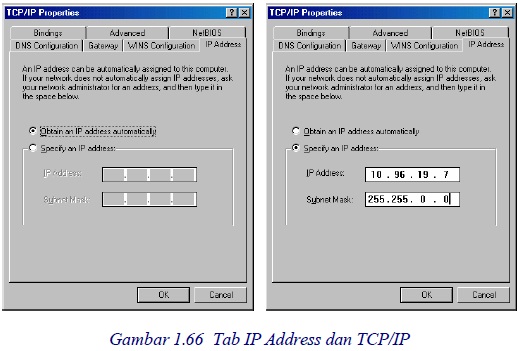 TCP/IP Properties
Bindings Advanced NetBIOS
DNS Configuration Gateway WINS Configuration IP Address
An IP address can be automatically assigned to this computer.
If your network does not automatically assign IP addresses, ask
your network administrator for an address, and then type it in
the space below.
Obtain an IP address automatically
Specify an IP address:
IP Address:
Subnet Mask:
OK Cancel
TCP/IP Properties
Bindings Advanced NetBIOS
DNS Configuration Gateway WINS Configuration IP Address
An IP address can be automatically assigned to this computer.
If your network does not automatically assign IP addresses, ask
your network administrator for an address, and then type it in
the space below.
Obtain an IP address automatically
Specify an IP address:
IP Address: 10 . 96 . 19 . 7
Subnet Mask: 255.255. 0 . 0
OK Cancel
Gambar 1.66 Tab IP Address dan TCP/IP